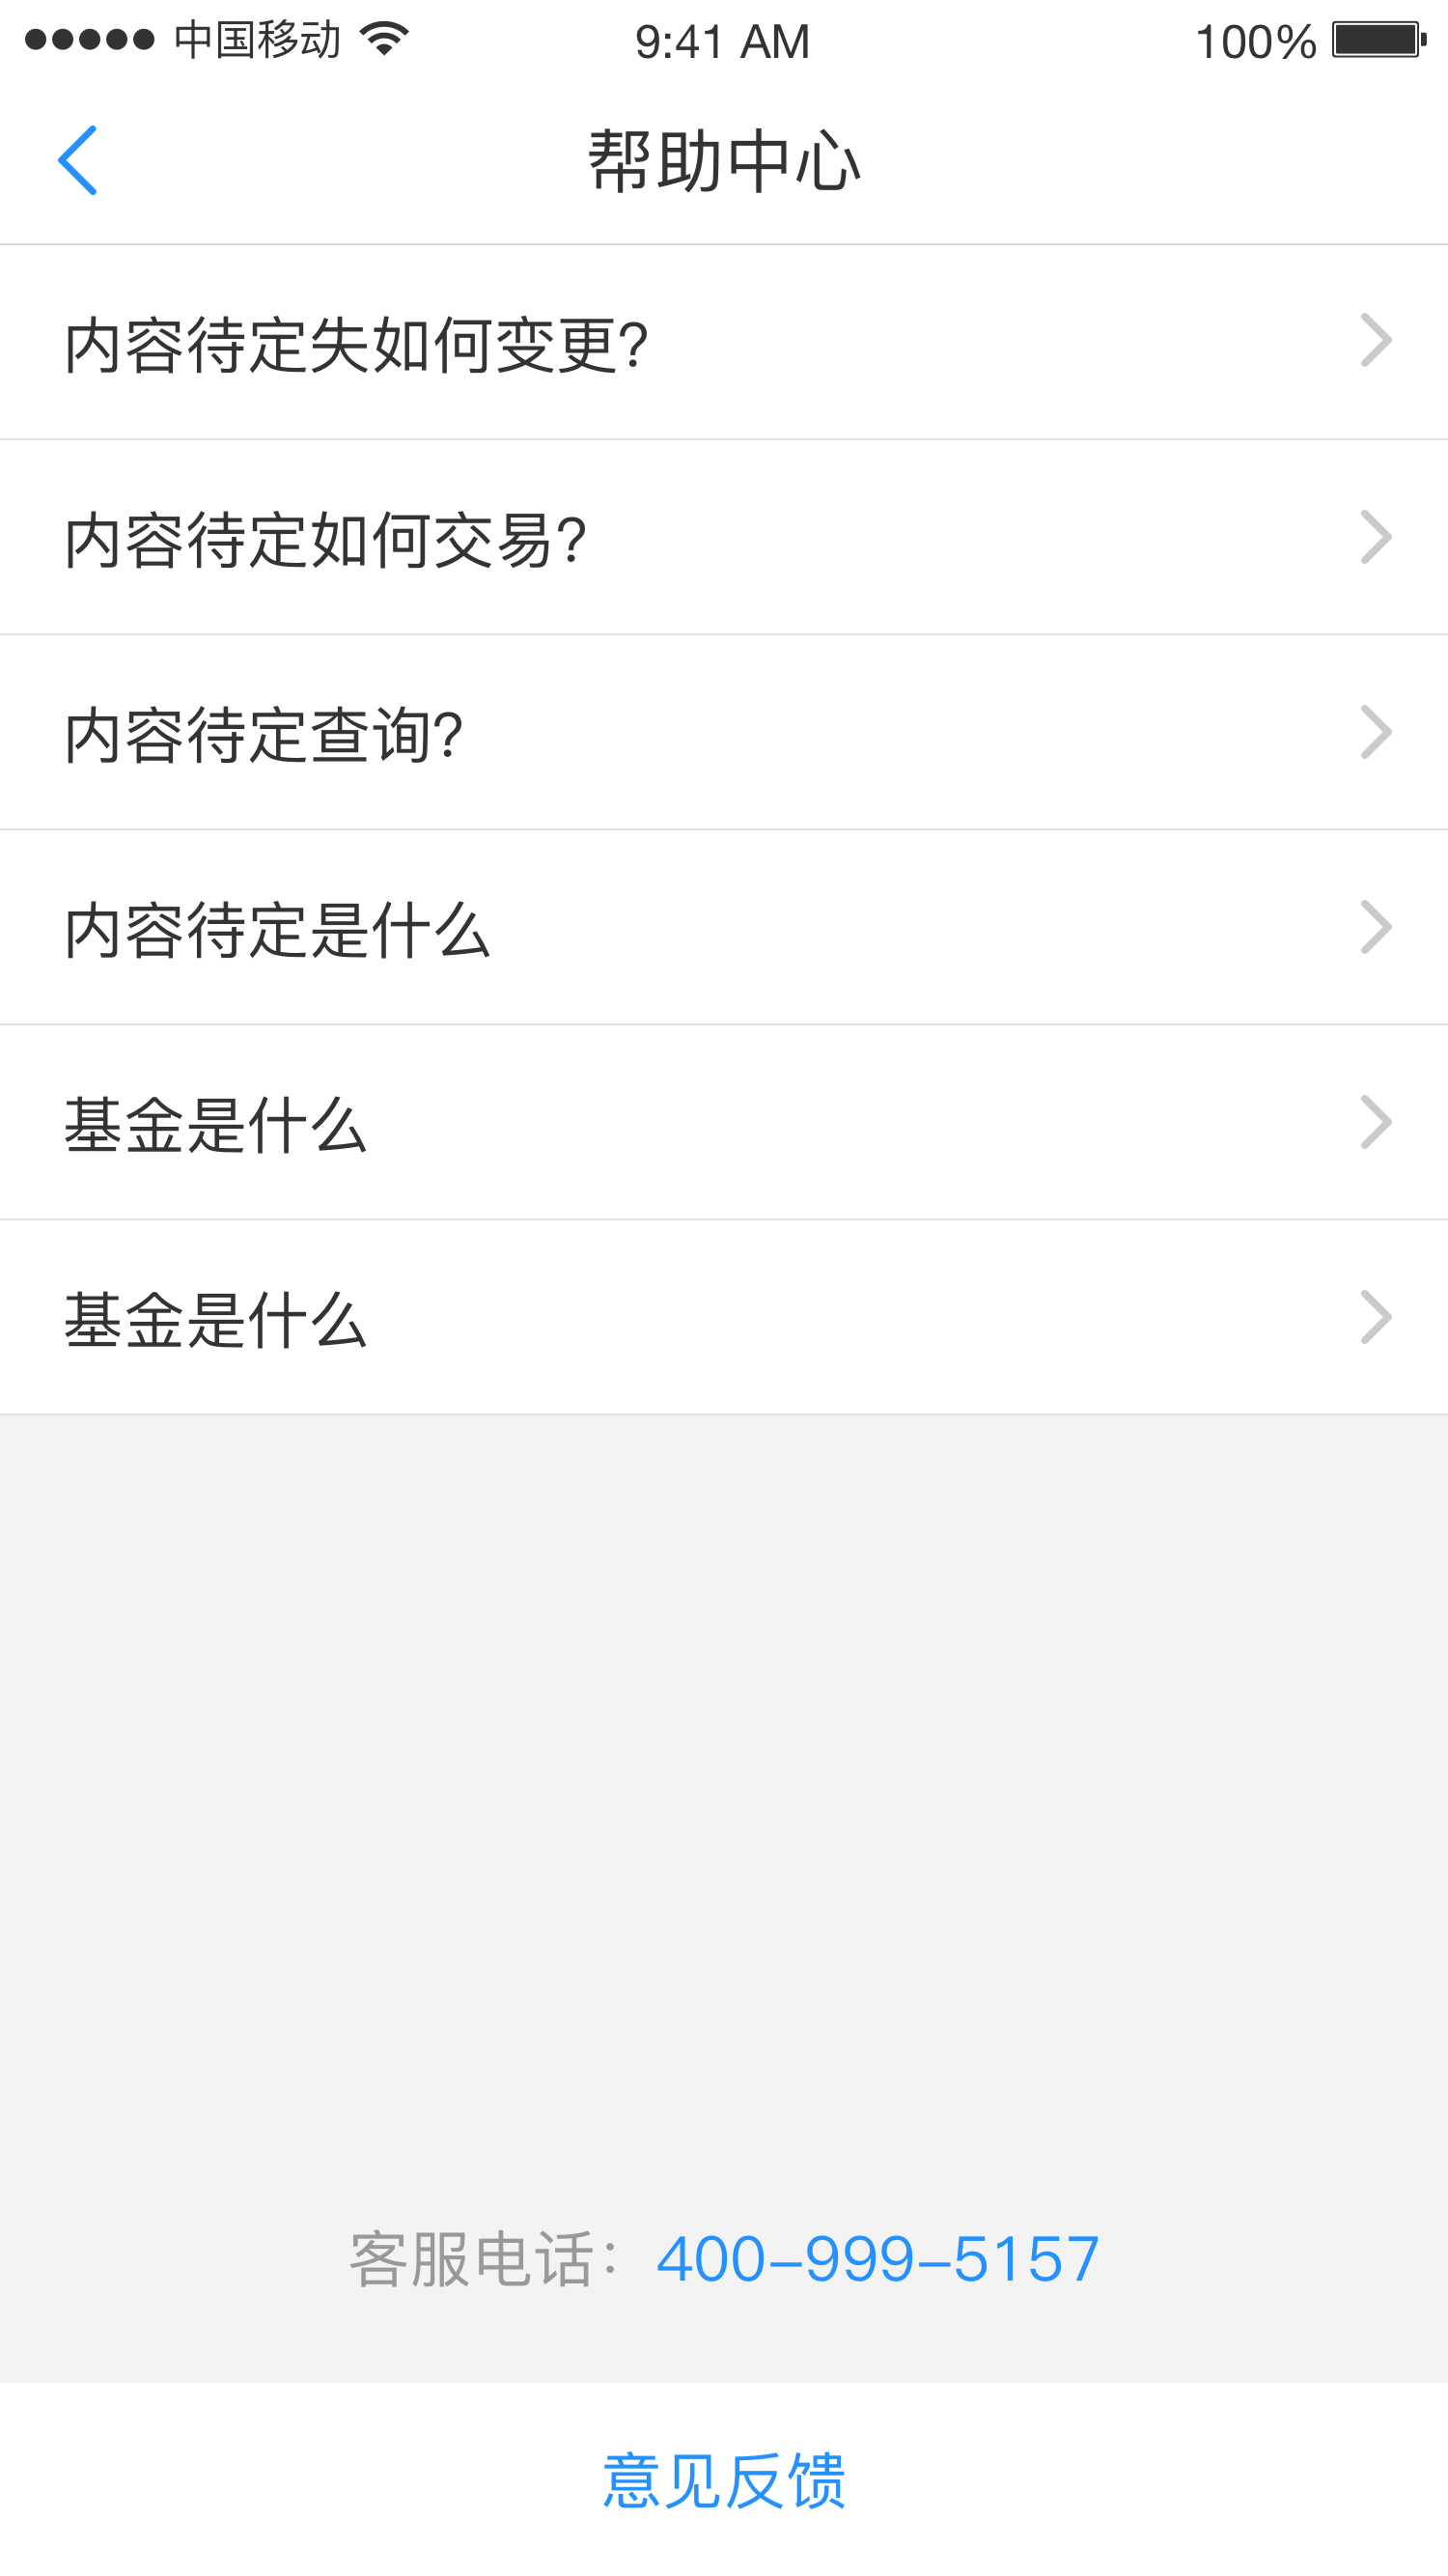 中国移动 9:41 AM 100%
帮助中心
内容待定失如何变更?
内容待定如何交易?
内容待定查询?
内容待定是什么
基金是什么
基金是什么
客服电话：400-999-5157
意见反馈